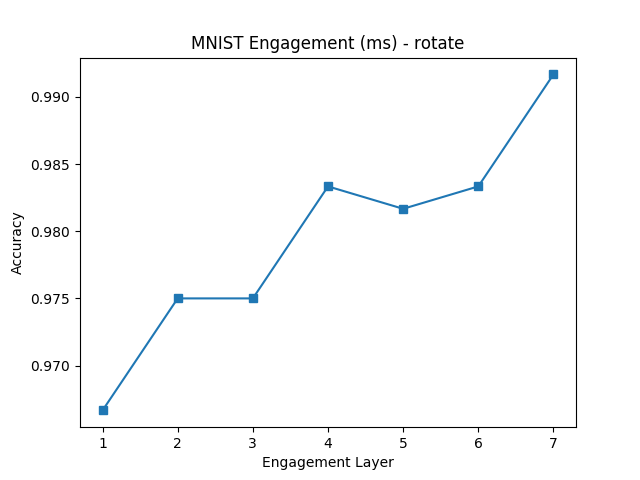 MNIST Engagement (ms) - rotate
0.990
0.985
0.980
0.975
0.970
Accuracy
1 2 3 4 5 6 7
Engagement Layer